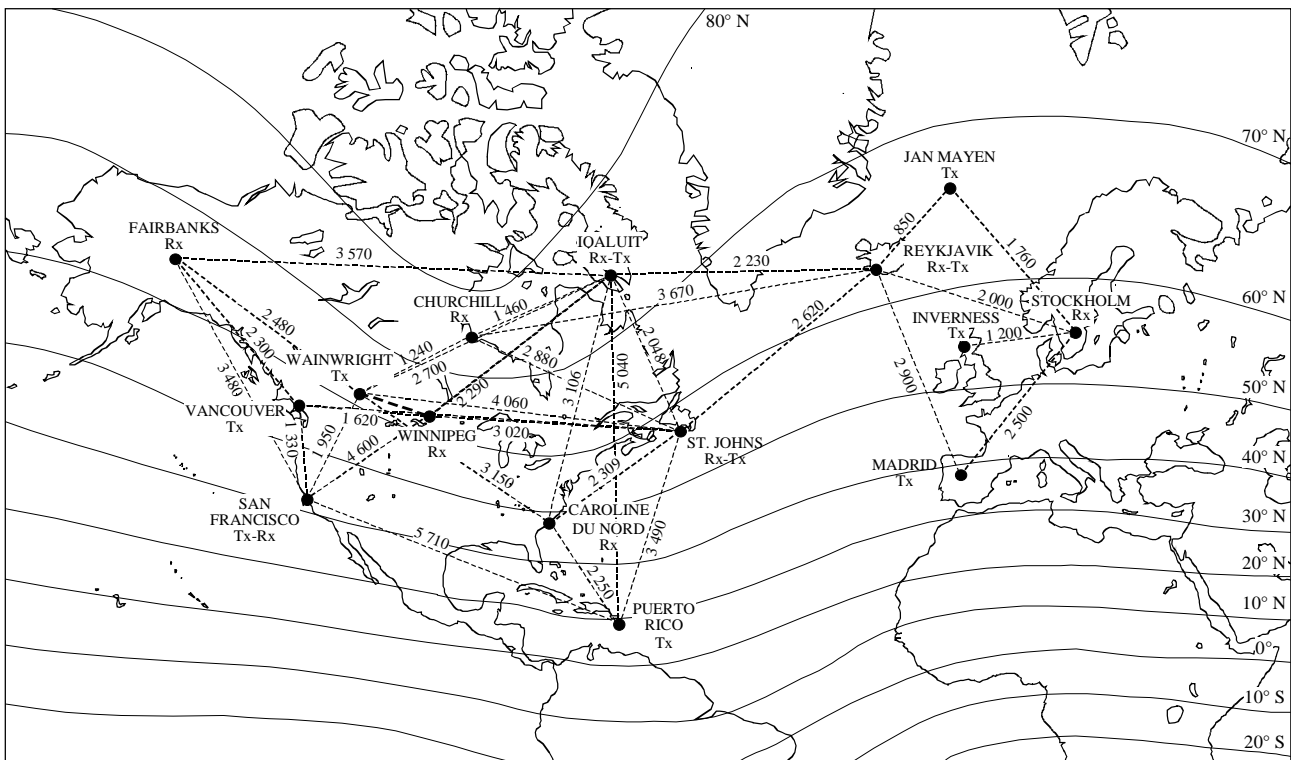 80° N
70° N
JAN MAYEN
Tx
850
1 760
FAIRBANKS
Rx
3 570
IQALUIT
Rx-Tx
2 230
REYKJAVIK
Rx-Tx
3 670
2 000
60° N
CHURCHILL
Rx
1 460
STOCKHOLM
Rx
INVERNESS
Tx
1 200
2 620
2 480
2 300
3 480
WAINWRIGHT
Tx
1 240
2 700
2 880
2 048
2 290
3 106
5 040
2 900
50° N
VANCOUVER
Tx
1 620
4 060
1 330
950
4 600
WINNIPEG
Rx
3 020
ST. JOHNS
Rx-Tx
2 500
40° N
MADRID
Tx
3 150
2 309
SAN
FRANCISCO
Tx-Rx
CAROLINE
DU NORD
Rx
30° N
5 710
3 490
20° N
2 250
PUERTO
RICO
Tx
10° N
0°
10° S
20° S